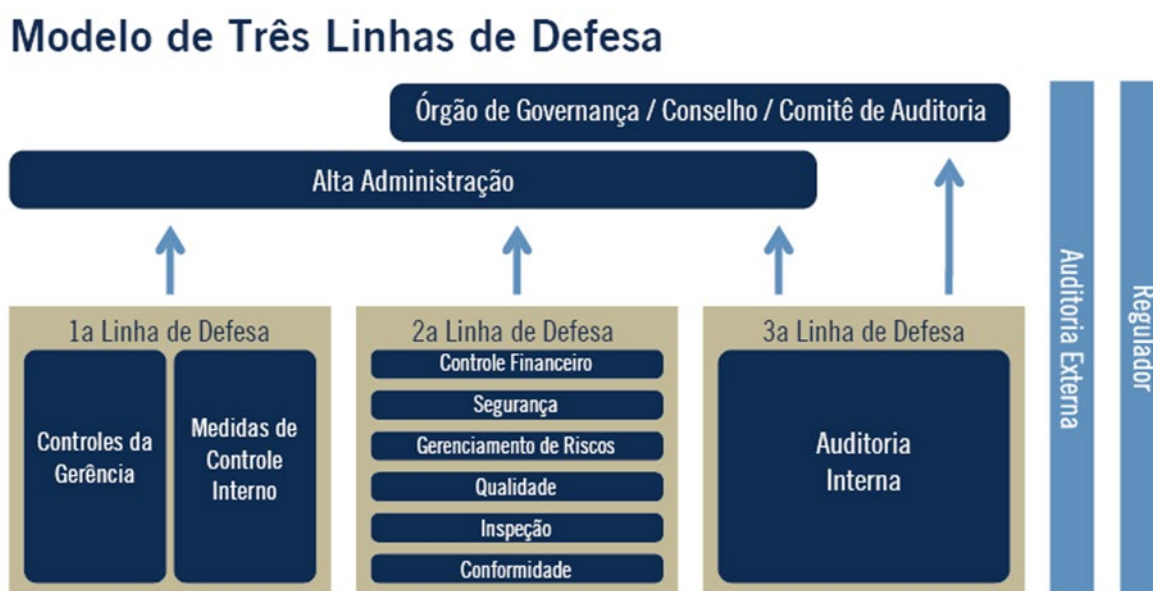 Modelo de Três Linhas de Defesa
Órgão de Governança / Conselho / Comitê de Auditoria
Alta Administração
1a Linha de Defesa
Controles da
Gerência
Medidas de
Controle
Interno
2a Linha de Defesa
Controle Financeiro
Segurança
Gerenciamento de Riscos
Qualidade
Inspeção
Conformidade
3a Linha de Defesa
Auditoria
Interna
Auditoria Externa
Regulador